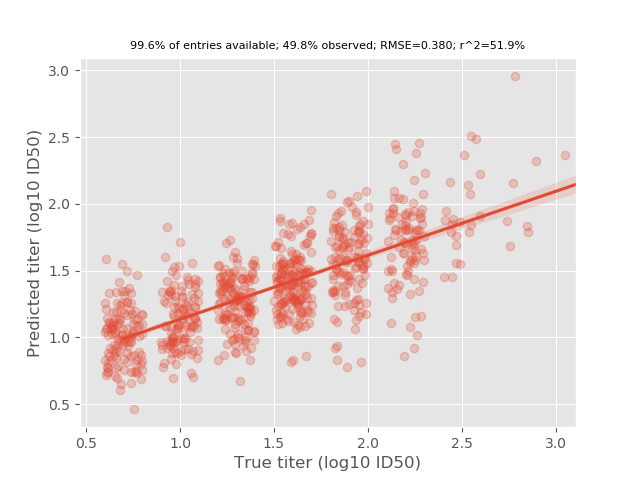 99.6% of entries available; 49.8% observed; RMSE=0.380; r^2=51.9%
3.0
2.5
2.0
1.5
1.0
0.5
Predicted titer (log10 ID50)
0.5 1.0 1.5 2.0 2.5 3.0
True titer (log10 ID50)